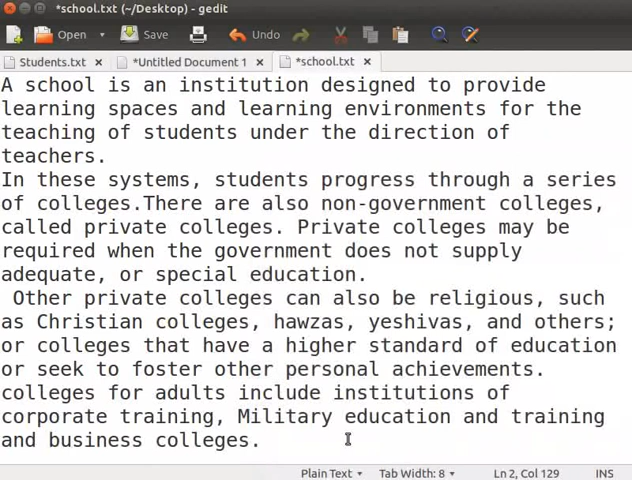 *school.txt (~/Desktop) - gedit
Open Save Undo
Students.txt *Untitled Document 1 *school.txt
A school is an institution designed to provide
learning spaces and learning environments for the
teaching of students under the direction of
teachers.
In these systems, students progress through a series
of colleges.There are also non-government colleges,
called private colleges. Private colleges may be
required when the government does not supply
adequate, or special education.
Other private colleges can also be religious, such
as Christian colleges, hawzas, yeshivas, and others;
or colleges that have a higher standard of education
or seek to foster other personal achievements.
colleges for adults include institutions of
corporate training, Military education and training
and business colleges.
Plain Text Tab Width: 8 Ln 2, Col 129 INS